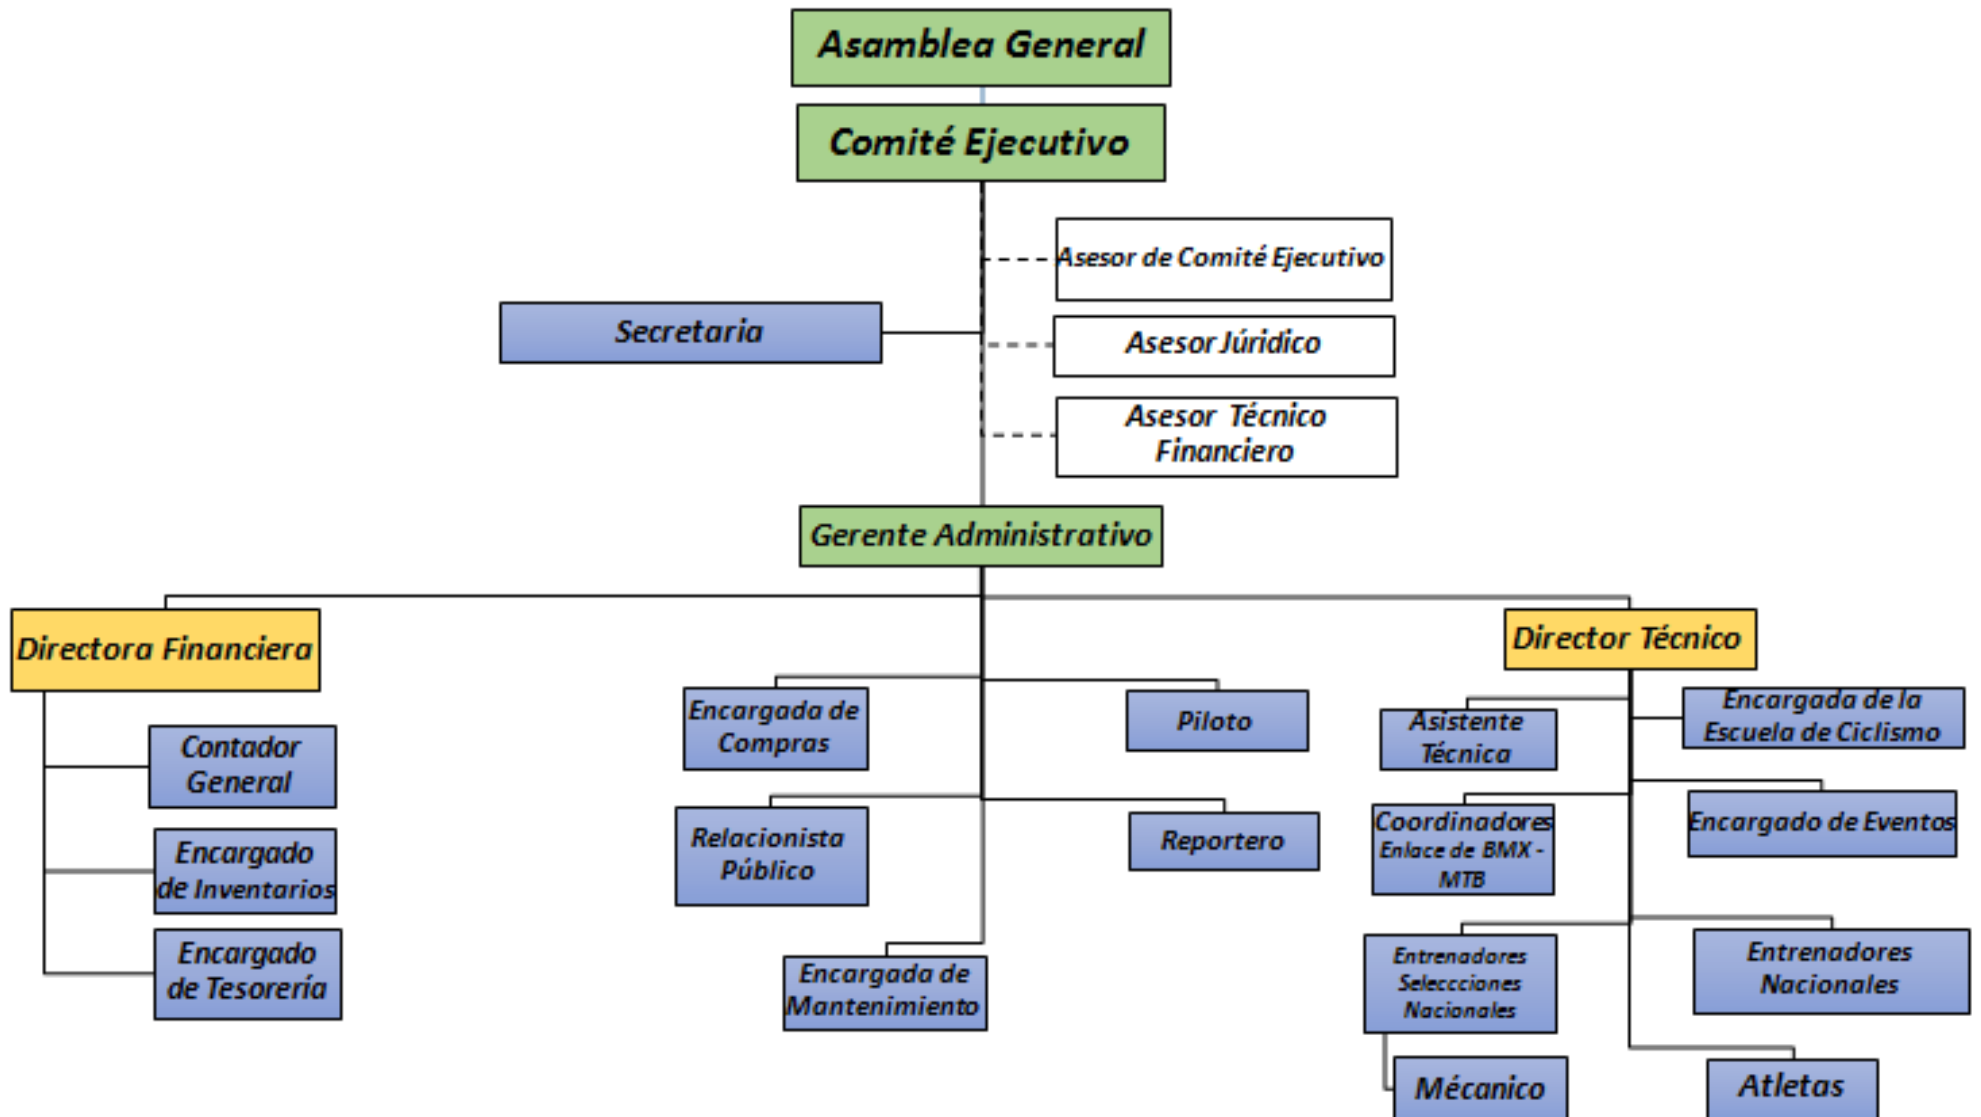 Asamblea General
Comité Ejecutivo
Asesor de Comité Ejecutivo
Secretaria
Asesor Júridico
Asesor Técnico
Financiero
Gerente Administrativo
Directora Financiera
Director Técnico
Contador
General
Encargado
de Inventarios
Encargado
de Tesorería
Encargada de
Compras
Piloto
Relacionista
Público
Reportero
Encargada de
Mantenimiento
Asistente
Técnica
Encargada de la
Escuela de Ciclismo
Coordinadores
Enlace de BMX -
MTB
Encargado de Eventos
Entrenadores
Seleccciones
Nacionales
Entrenadores
Nacionales
Mécanico
Atletas